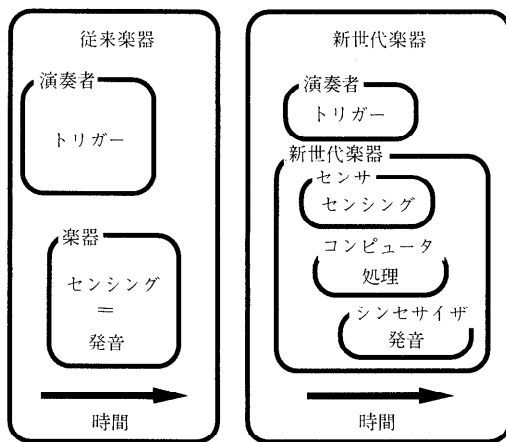 従来楽器
演奏者
トリガー
楽器
センシング
＝
発音
時間
新世代楽器
演奏者
トリガー
新世代楽器
センサ
センシング
コンピュータ
処理
シンセサイザ
発音
時間